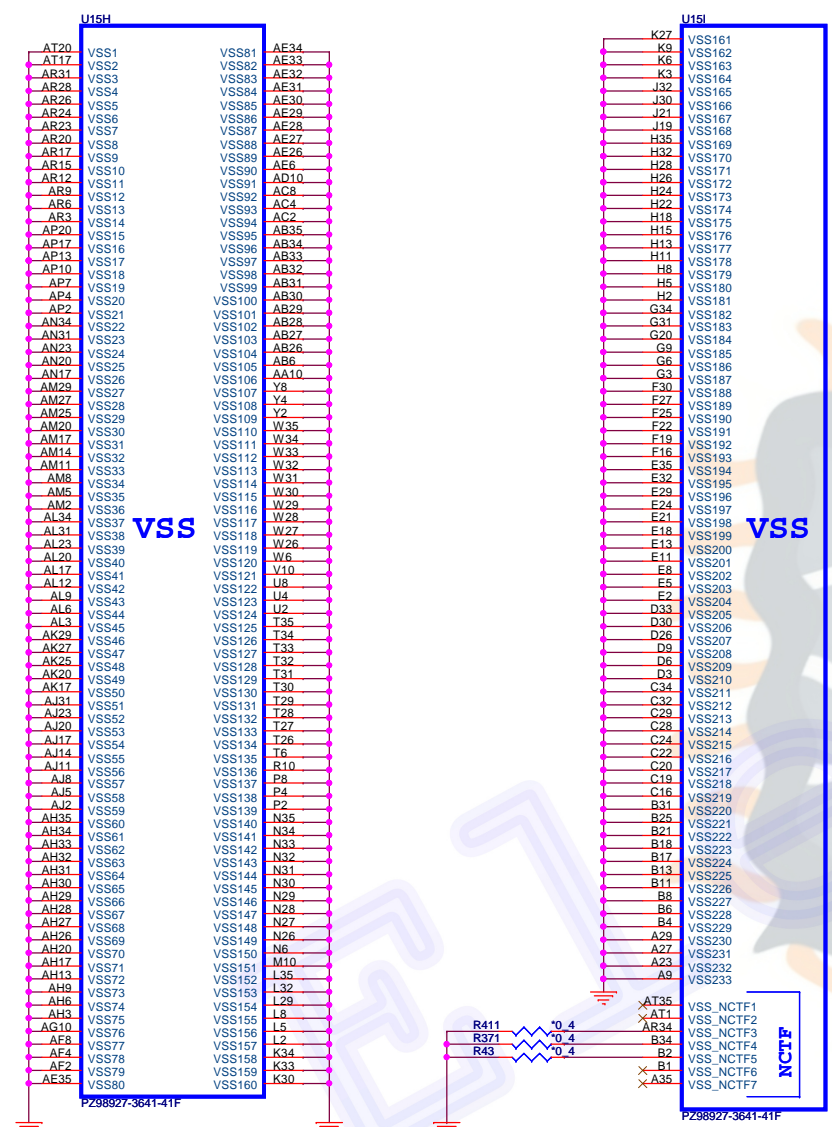 U15H
AT20 VSS1 VSS81 AE34
AT17 VSS2 VSS82 AE33
AR31 VSS3 VSS83 AE32
AR28 VSS4 VSS84 AE31
AR26 VSS5 VSS85 AE30
AR24 VSS6 VSS86 AE29
AR23 VSS7 VSS87 AE28
AR20 VSS8 VSS88 AE27
AR17 VSS9 VSS89 AE26
AR15 VSS10 VSS90 AE6
AR12 VSS11 VSS91 AD10
AR9 VSS12 VSS92 AC8
AR6 VSS13 VSS93 AC4
AR3 VSS14 VSS94 AC2
AP20 VSS15 VSS95 AB35
AP17 VSS16 VSS96 AB34
AP13 VSS17 VSS97 AB33
AP10 VSS18 VSS98 AB32
AP7 VSS19 VSS99 AB31
AP4 VSS20 VSS100 AB30
AP2 VSS21 VSS101 AB29
AN34 VSS22 VSS102 AB28
AN31 VSS23 VSS103 AB27
AN23 VSS24 VSS104 AB26
AN20 VSS25 VSS105 AB6
AN17 VSS26 VSS106 AA10
AM29 VSS27 VSS107 Y8
AM27 VSS28 VSS108 Y4
AM25 VSS29 VSS109 Y2
AM20 VSS30 VSS110 W35
AM17 VSS31 VSS111 W34
AM14 VSS32 VSS112 W33
AM11 VSS33 VSS113 W32
AM8 VSS34 VSS114 W31
AM5 VSS35 VSS115 W30
AM2 VSS36 VSS116 W29
AL34 VSS37 VSS117 W28
VSS
AL31 VSS38 VSS118 W27
AL23 VSS39 VSS119 W26
AL20 VSS40 VSS120 W6
AL17 VSS41 VSS121 V10
AL12 VSS42 VSS122 U8
AL9 VSS43 VSS123 U4
AL6 VSS44 VSS124 U2
AL3 VSS45 VSS125 T35
AK29 VSS46 VSS126 T34
AK27 VSS47 VSS127 T33
AK25 VSS48 VSS128 T32
AK20 VSS49 VSS129 T31
AK17 VSS50 VSS130 T30
AJ31 VSS51 VSS131 T29
AJ23 VSS52 VSS132 T28
AJ20 VSS53 VSS133 T27
AJ17 VSS54 VSS134 T26
AJ14 VSS55 VSS135 T6
AJ11 VSS56 VSS136 R10
AJ8 VSS57 VSS137 P8
AJ5 VSS58 VSS138 P4
AJ2 VSS59 VSS139 P2
AH35 VSS60 VSS140 N35
AH34 VSS61 VSS141 N34
AH33 VSS62 VSS142 N33
AH32 VSS63 VSS143 N32
AH31 VSS64 VSS144 N31
AH30 VSS65 VSS145 N30
AH29 VSS66 VSS146 N29
AH28 VSS67 VSS147 N28
AH27 VSS68 VSS148 N27
AH26 VSS69 VSS149 N26
AH20 VSS70 VSS150 N6
AH17 VSS71 VSS151 M10
AH13 VSS72 VSS152 L35
AH9 VSS73 VSS153 L32
AH6 VSS74 VSS154 L29
AH3 VSS75 VSS155 L8
AG10 VSS76 VSS156 L5
AF8 VSS77 VSS157 L2
AF4 VSS78 VSS158 K34
AF2 VSS79 VSS159 K33
AE35 VSS80 VSS160 K30
PZ98927-3641-41F
U15I
K27 VSS161
K9 VSS162
K6 VSS163
K3 VSS164
J32 VSS165
J30 VSS166
J21 VSS167
J19 VSS168
H35 VSS169
H32 VSS170
H28 VSS171
H26 VSS172
H24 VSS173
H22 VSS174
H18 VSS175
H15 VSS176
H13 VSS177
H11 VSS178
H8 VSS179
H5 VSS180
H2 VSS181
G34 VSS182
G31 VSS183
G20 VSS184
G9 VSS185
G6 VSS186
G3 VSS187
F30 VSS188
F27 VSS189
F25 VSS190
F22 VSS191
F19 VSS192
F16 VSS193
E35 VSS194
E32 VSS195
E29 VSS196
E24 VSS197
E21 VSS198
VSS
E18 VSS199
E13 VSS200
E11 VSS201
E8 VSS202
E5 VSS203
E2 VSS204
D33 VSS205
D30 VSS206
D26 VSS207
D9 VSS208
D6 VSS209
D3 VSS210
C34 VSS211
C32 VSS212
C29 VSS213
C28 VSS214
C24 VSS215
C22 VSS216
C20 VSS217
C19 VSS218
C16 VSS219
B31 VSS220
B25 VSS221
B21 VSS222
B18 VSS223
B17 VSS224
B13 VSS225
B11 VSS226
B8 VSS227
B6 VSS228
B4 VSS229
A29 VSS230
A27 VSS231
A23 VSS232
A9 VSS233
AT35 VSS_NCTF1
AT1 VSS_NCTF2
R411 *0_4 AR34 VSS_NCTF3
R371 *0_4 B34 VSS_NCTF4
R43 *0_4 B2 VSS_NCTF5
B1 VSS_NCTF6
A35 VSS_NCTF7
NCTF
PZ98927-3641-41F